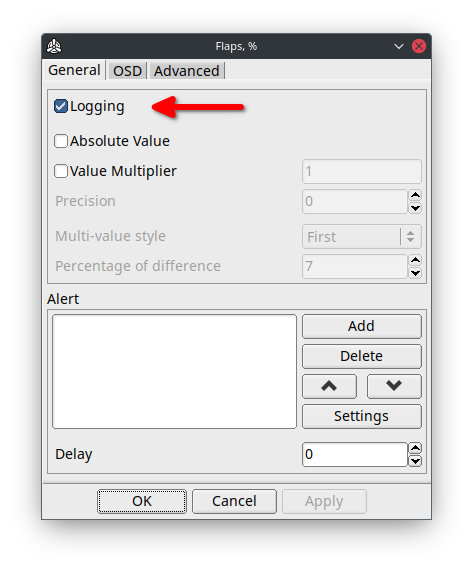 Flaps, %
General OSD Advanced
Logging
Absolute Value
Value Multiplier 1
Precision 0
Multi-value style First
Percentage of difference 7
Alert
Add
Delete
Settings
Delay 0
OK Cancel Apply